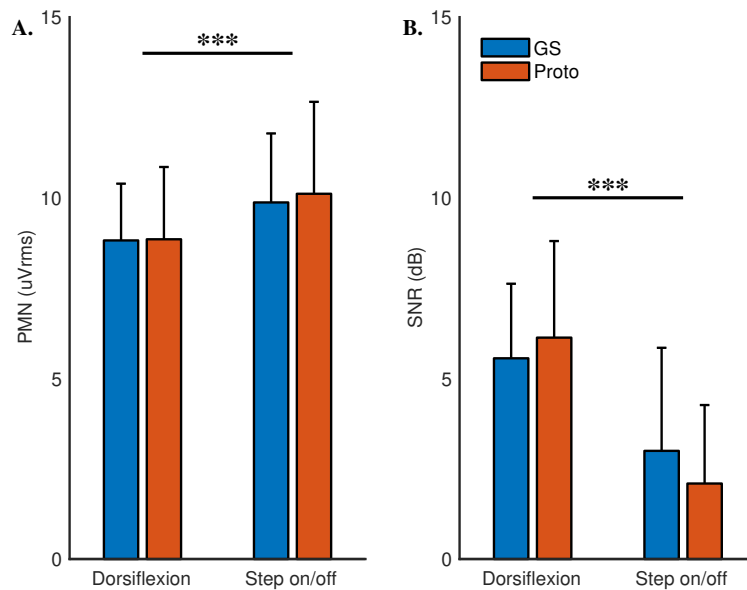 A.
***
15
10
5
0
PMN (uVrms)
Dorsiflexion
Step on/off
B.
GS
Proto
***
15
10
5
0
SNR (dB)
Dorsiflexion
Step on/off